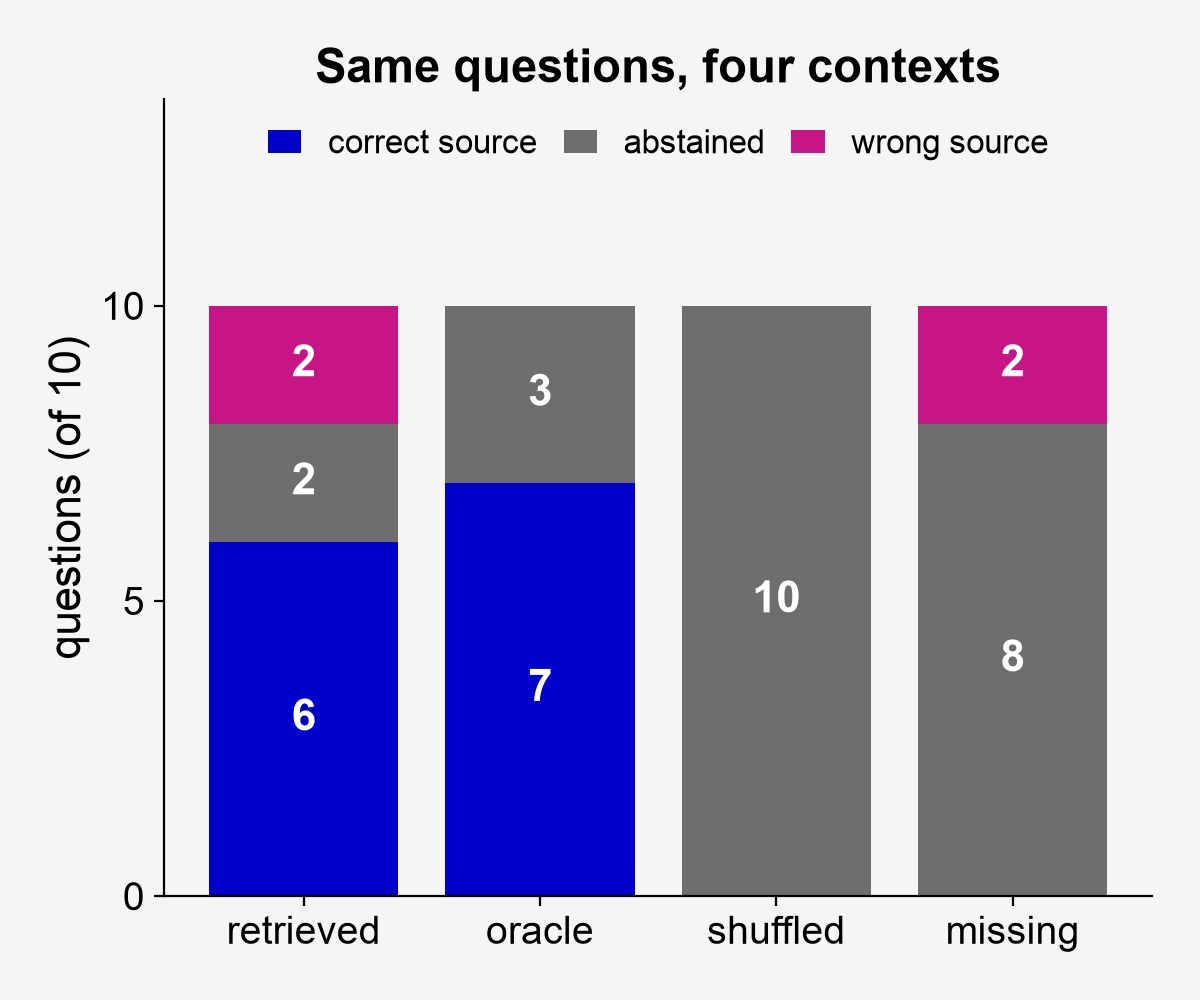 Same questions, four contexts
correct source abstained wrong source
questions (of 10)
10
5
0
2
2
6
3
7
10
2
8
retrieved oracle shuffled missing